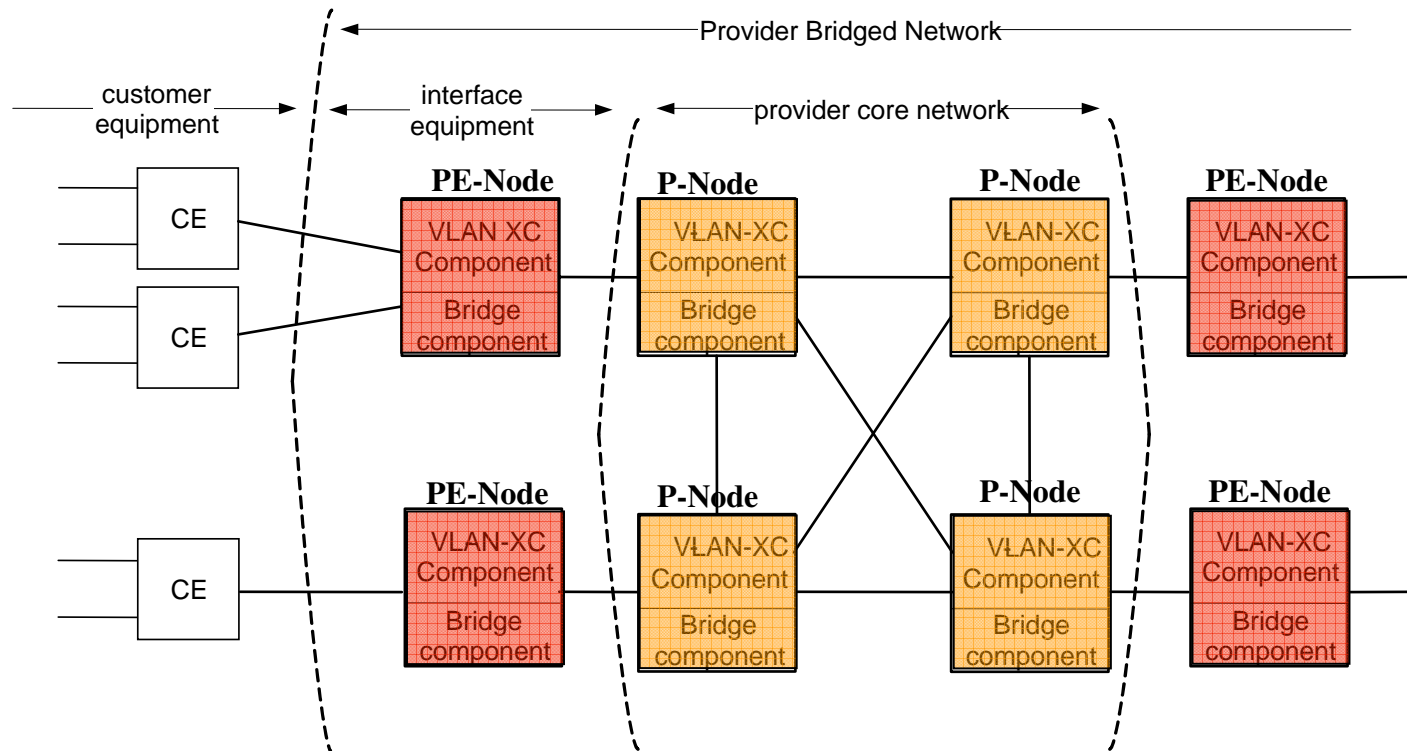 Provider Bridged Network
customer
equipment
interface
equipment
provider core network
PE-Node
P-Node
P-Node
PE-Node
CE
VLAN XC
Component
Bridge
component
VLAN-XC
Component
Bridge
component
VLAN-XC
Component
Bridge
component
VLAN-XC
Component
Bridge
component
CE
PE-Node
P-Node
P-Node
PE-Node
CE
VLAN-XC
Component
Bridge
component
VLAN-XC
Component
Bridge
component
VLAN-XC
Component
Bridge
component
VLAN-XC
Component
Bridge
component